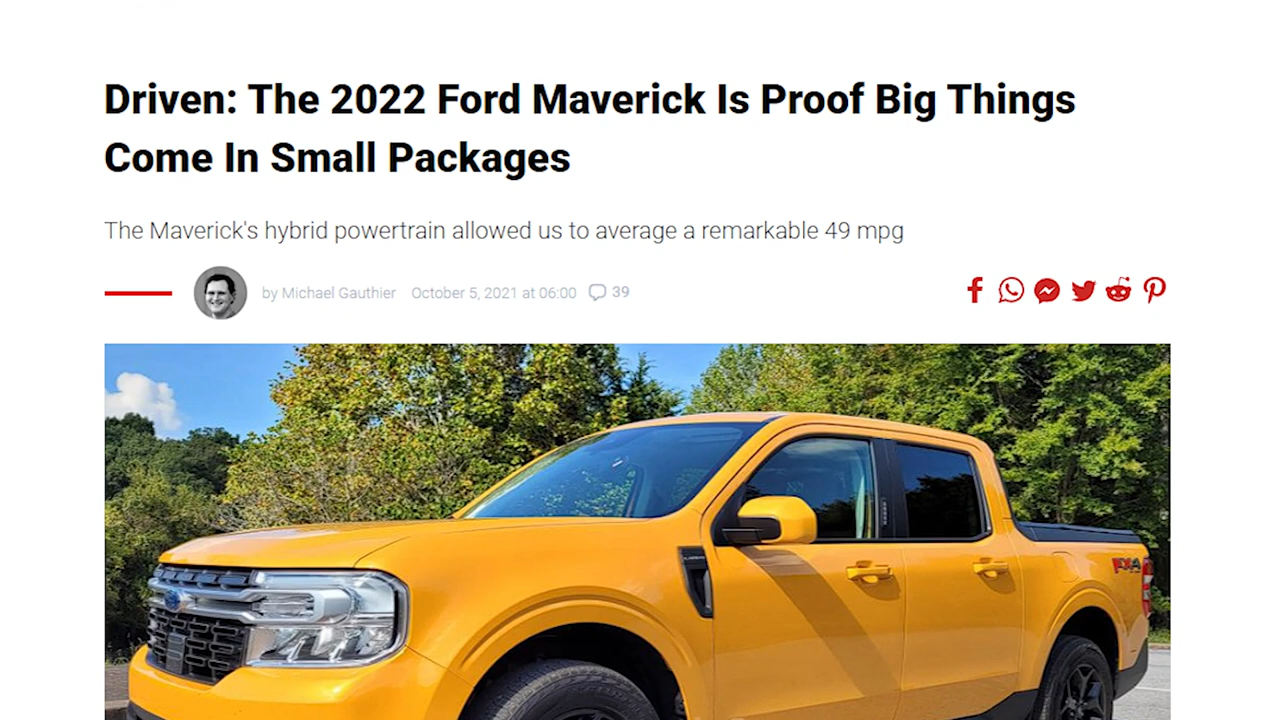 Driven: The 2022 Ford Maverick Is Proof Big Things
Come In Small Packages
The Maverick's hybrid powertrain allowed us to average a remarkable 49 mpg
by Michael Gauthier October 5, 2021 at 06:00 39
FX4